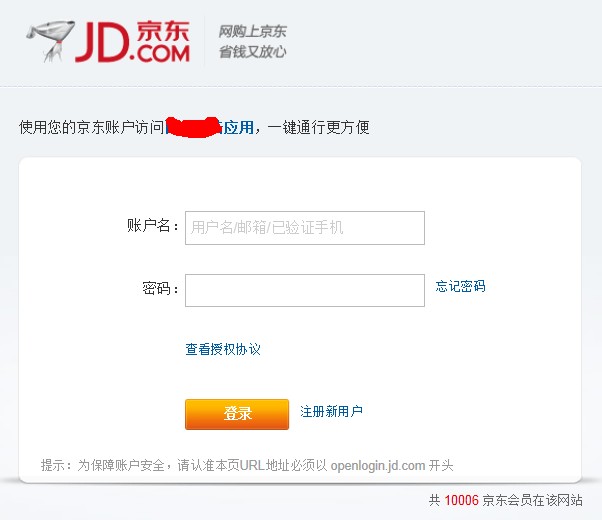 JD京东
.COM
网购上京东
省钱又放心
使用您的京东账户访问应用，一键通行更方便
账户名：
用户名/邮箱/已验证手机
密码：
忘记密码
查看授权协议
登录 注册新用户
提示：为保障账户安全，请认准本页URL地址必须以 openlogin.jd.com 开头
共 10006 京东会员在该网站